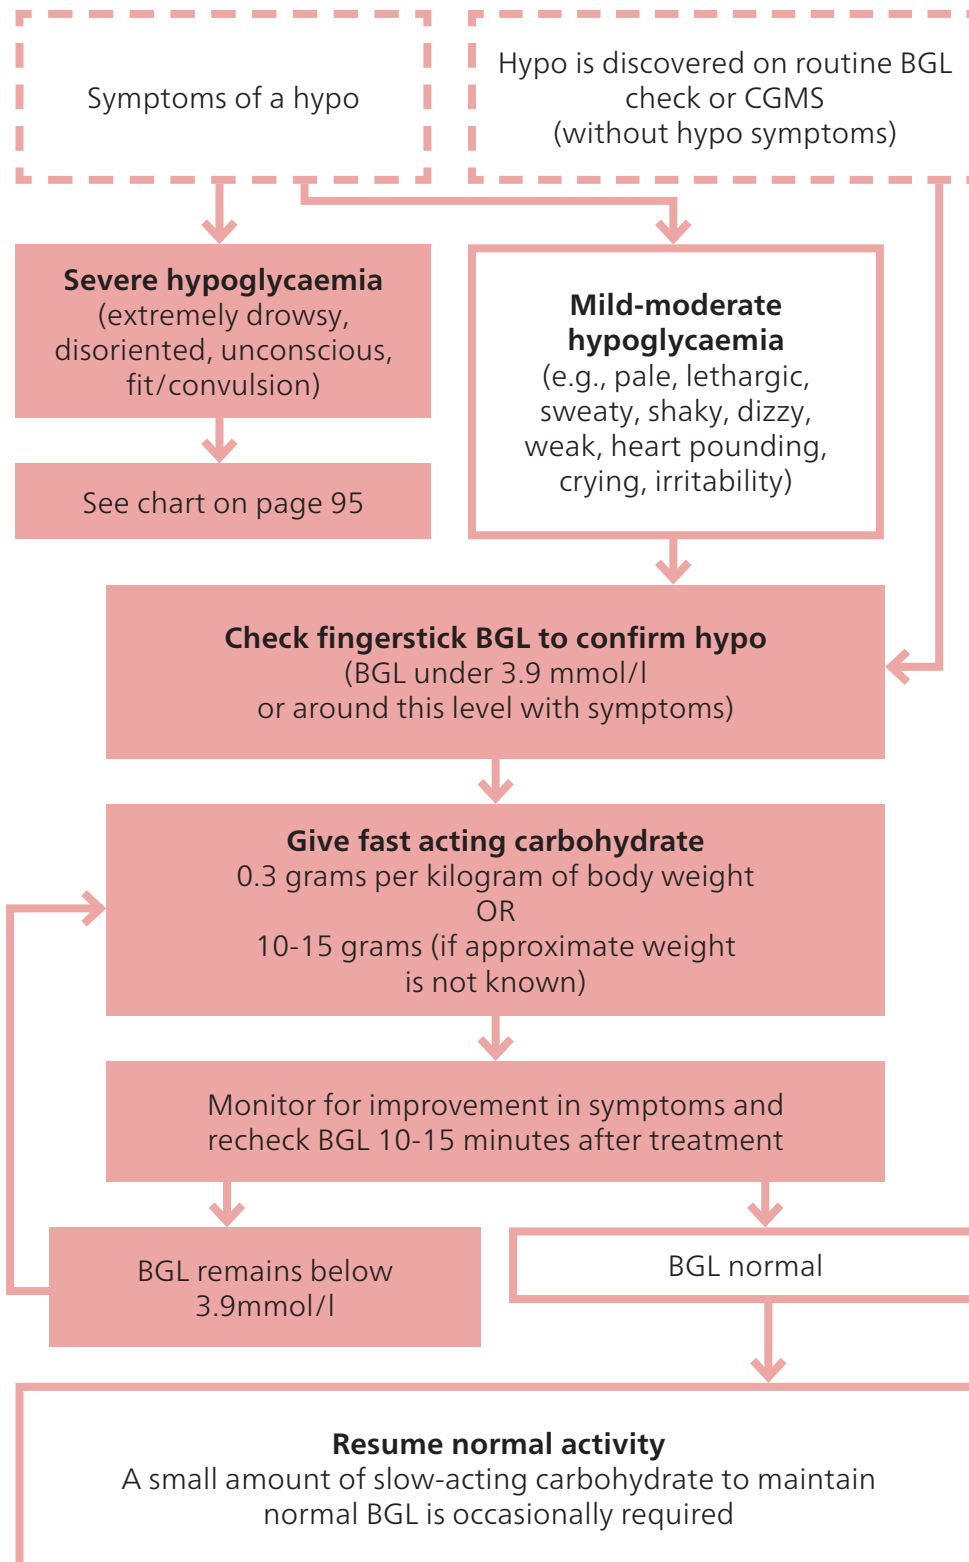 Symptoms of a hypo
Hypo is discovered on routine BGL
check or CGMS
(without hypo symptoms)
Severe hypoglycaemia
(extremely drowsy,
disoriented, unconscious,
fit/convulsion)
See chart on page 95
Mild-moderate
hypoglycaemia
(e.g., pale, lethargic,
sweaty, shaky, dizzy,
weak, heart pounding,
crying, irritability)
Check fingerstick BGL to confirm hypo
(BGL under 3.9 mmol/l
or around this level with symptoms)
Give fast acting carbohydrate
0.3 grams per kilogram of body weight
OR
10-15 grams (if approximate weight
is not known)
Monitor for improvement in symptoms and
recheck BGL 10-15 minutes after treatment
BGL remains below
3.9mmol/l
BGL normal
Resume normal activity
A small amount of slow-acting carbohydrate to maintain
normal BGL is occasionally required